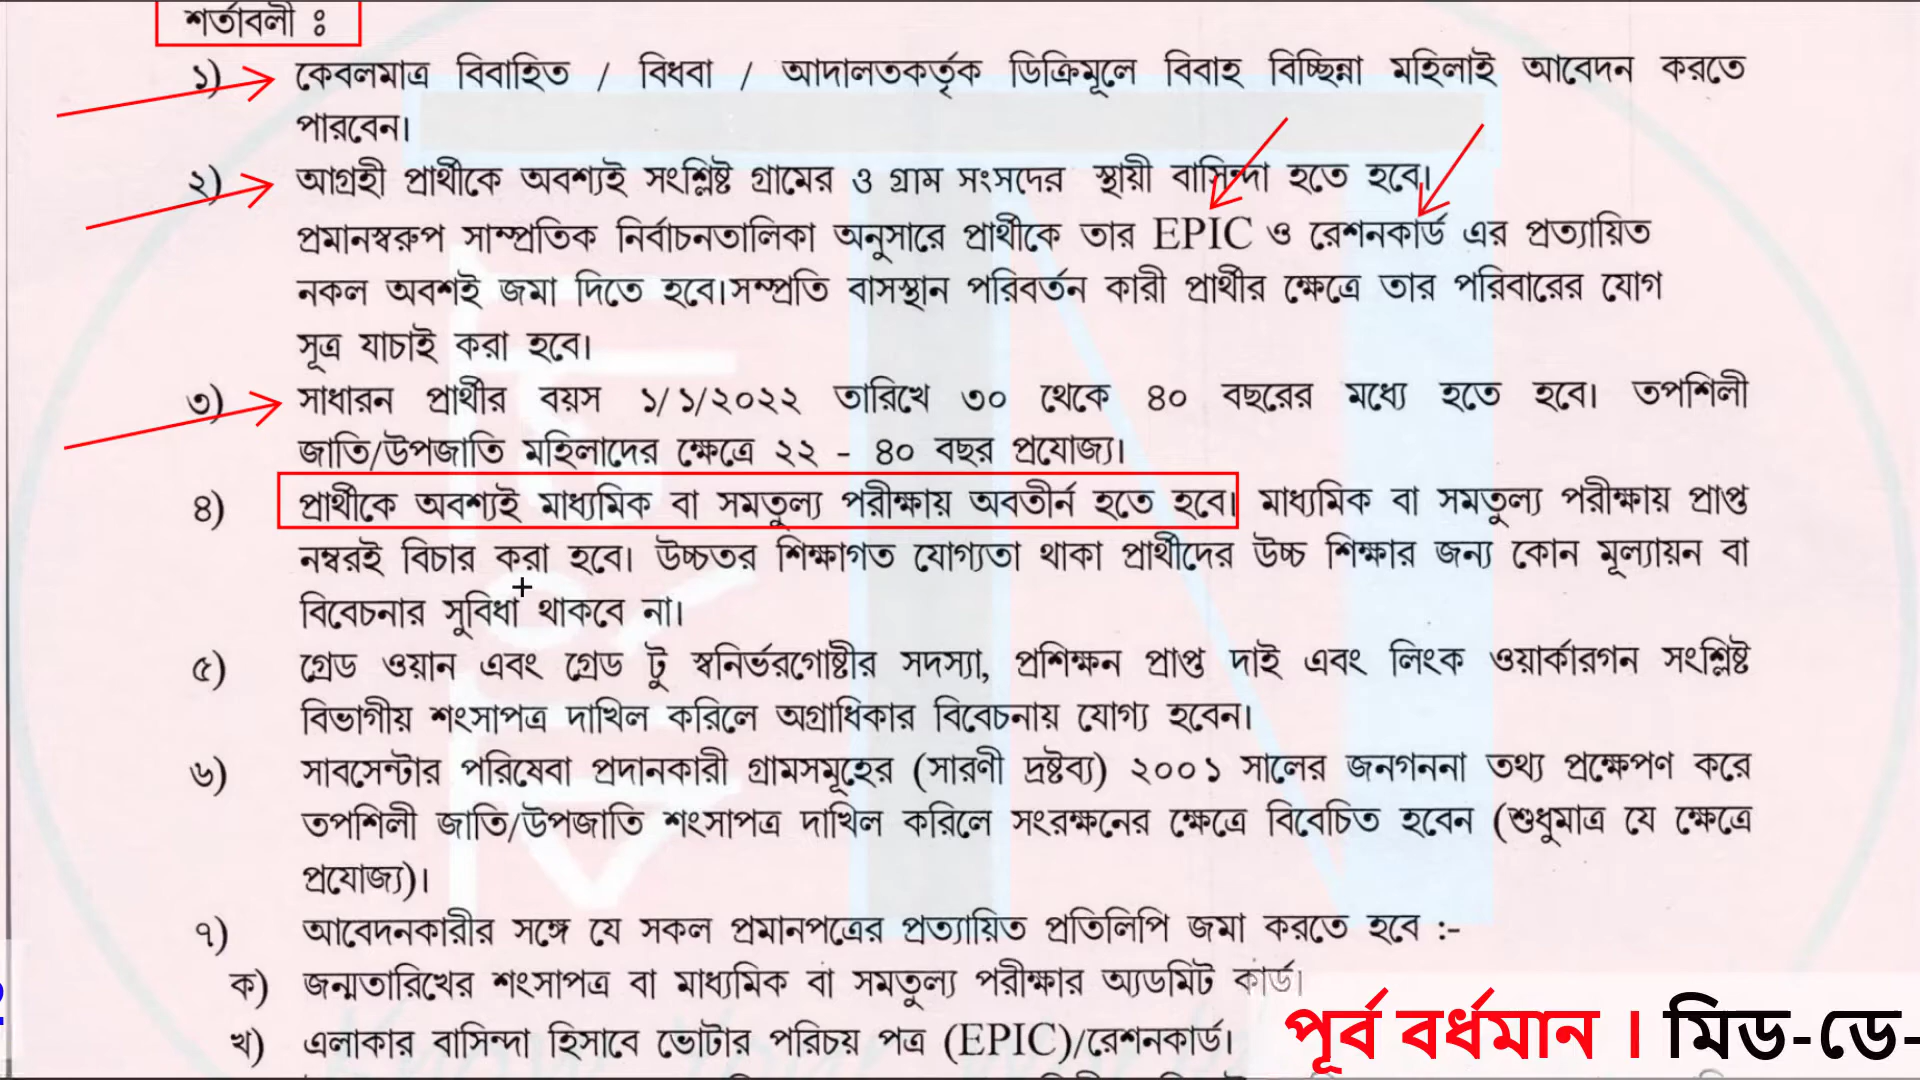 শর্তাবলী ঃ
১) কেবলমাত্র বিবাহিত / বিধবা / আদালতকর্তৃক ডিক্রিমূলে বিবাহ বিচ্ছিন্না মহিলাই আবেদন করতে
পারবেন।
২) আগ্রহী প্রার্থীকে অবশ্যই সংশ্লিষ্ট গ্রামের ও গ্রাম সংসদের স্থায়ী বাসিন্দা হতে হবে।
প্রমানস্বরুপ সাম্প্রতিক নির্বাচনতালিকা অনুসারে প্রার্থীকে তার EPIC ও রেশনকার্ড এর প্রত্যায়িত
নকল অবশই জমা দিতে হবে।সম্প্রতি বাসস্থান পরিবর্তন কারী প্রার্থীর ক্ষেত্রে তার পরিবারের যোগ
সূত্র যাচাই করা হবে।
৩) সাধারন প্রার্থীর বয়স ১/১/২০২২ তারিখে ৩০ থেকে ৪০ বছরের মধ্যে হতে হবে। তপশিলী
জাতি/উপজাতি মহিলাদের ক্ষেত্রে ২২ - ৪০ বছর প্রযোজ্য।
৪) প্রার্থীকে অবশ্যই মাধ্যমিক বা সমতুল্য পরীক্ষায় অবতীর্ন হতে হবে। মাধ্যমিক বা সমতুল্য পরীক্ষায় প্রাপ্ত
নম্বরই বিচার করা হবে। উচ্চতর শিক্ষাগত যোগ্যতা থাকা প্রার্থীদের উচ্চ শিক্ষার জন্য কোন মূল্যায়ন বা
বিবেচনার সুবিধা থাকবে না।
৫) গ্রেড ওয়ান এবং গ্রেড টু স্বনির্ভরগোষ্টীর সদস্যা, প্রশিক্ষন প্রাপ্ত দাই এবং লিংক ওয়ার্কারগন সংশ্লিষ্ট
বিভাগীয় শংসাপত্র দাখিল করিলে অগ্রাধিকার বিবেচনায় যোগ্য হবেন।
৬) সাবসেন্টার পরিষেবা প্রদানকারী গ্রামসমূহের (সারণী দ্রষ্টব্য) ২০০১ সালের জনগননা তথ্য প্রক্ষেপণ করে
তপশিলী জাতি/উপজাতি শংসাপত্র দাখিল করিলে সংরক্ষনের ক্ষেত্রে বিবেচিত হবেন (শুধুমাত্র যে ক্ষেত্রে
প্রযোজ্য)।
৭) আবেদনকারীর সঙ্গে যে সকল প্রমানপত্রের প্রত্যায়িত প্রতিলিপি জমা করতে হবে :-
ক) জন্মতারিখের শংসাপত্র বা মাধ্যমিক বা সমতুল্য পরীক্ষার অ্যডমিট কার্ড।
খ) এলাকার বাসিন্দা হিসাবে ভোটার পরিচয় পত্র (EPIC)/রেশনকার্ড।
পূর্ব বর্ধমান । মিড-ডে-